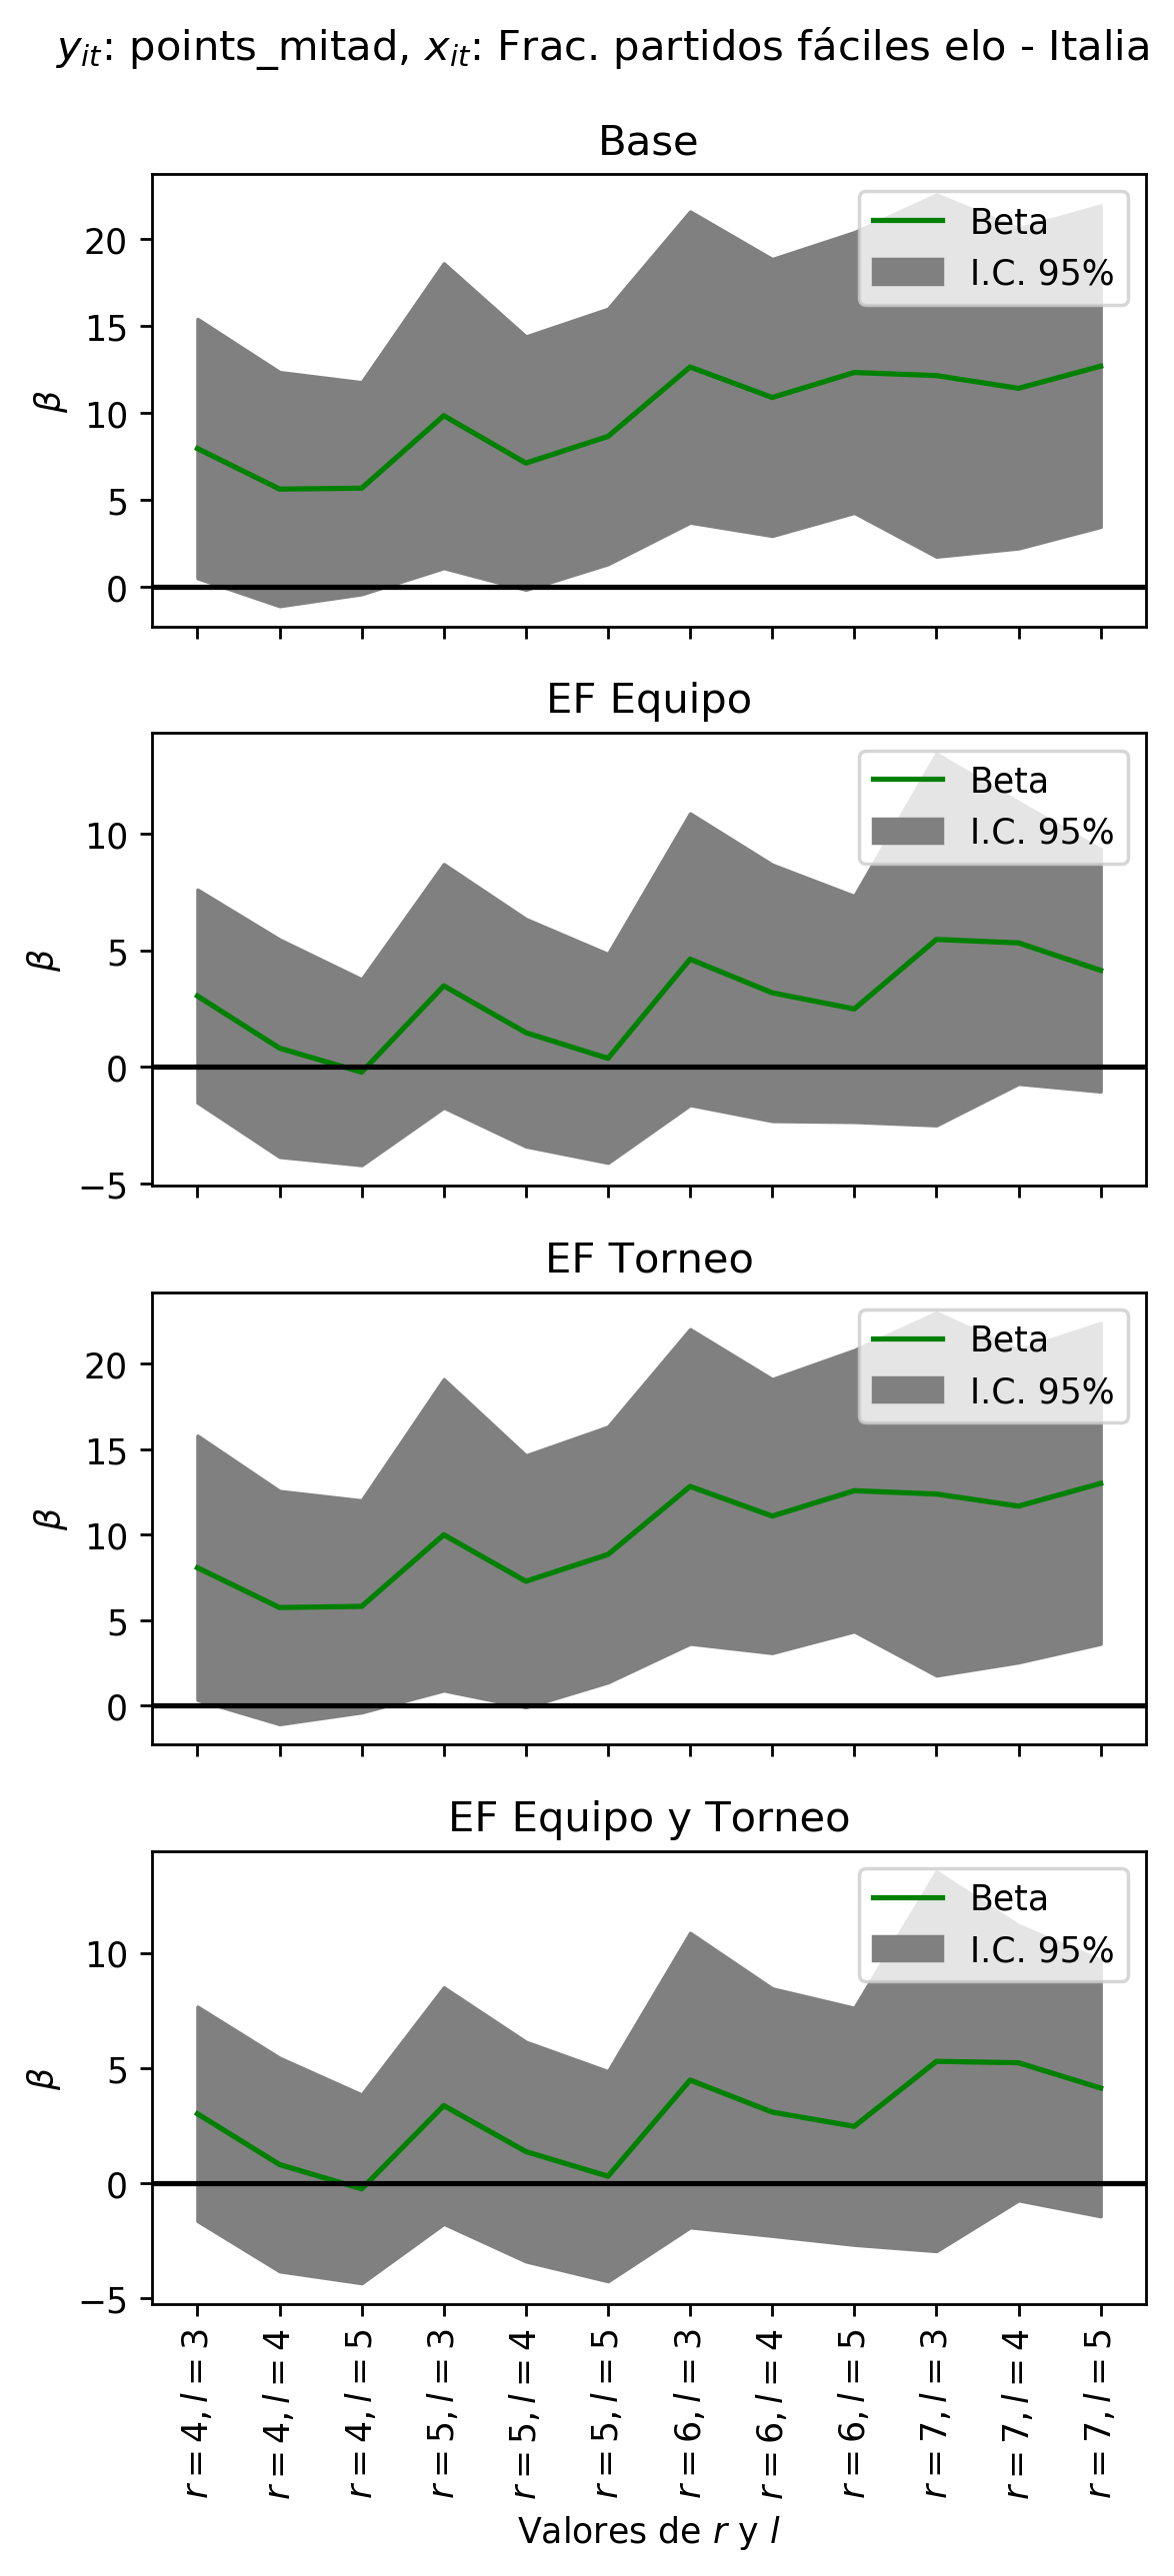 y_it: points_mitad, x_it: Frac. partidos fáciles elo - Italia
Base
20
15
10
5
0
β
Beta
I.C. 95%
EF Equipo
10
5
0
−5
β
Beta
I.C. 95%
EF Torneo
20
15
10
5
0
β
Beta
I.C. 95%
EF Equipo y Torneo
10
5
0
−5
β
Beta
I.C. 95%
r = 4, l = 3
r = 4, l = 4
r = 4, l = 5
r = 5, l = 3
r = 5, l = 4
r = 5, l = 5
r = 6, l = 3
r = 6, l = 4
r = 6, l = 5
r = 7, l = 3
r = 7, l = 4
r = 7, l = 5
Valores de r y l